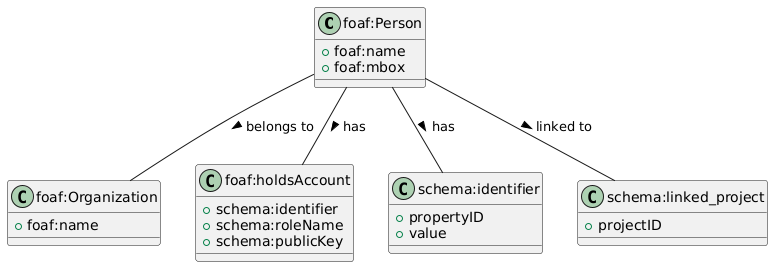 C foaf:Person
foaf:name
foaf:mbox
belongs to
has
has
linked to
C foaf:Organization
foaf:name
C foaf:holdsAccount
schema:identifier
schema:roleName
schema:publicKey
C schema:identifier
propertyID
value
C schema:linked_project
projectID